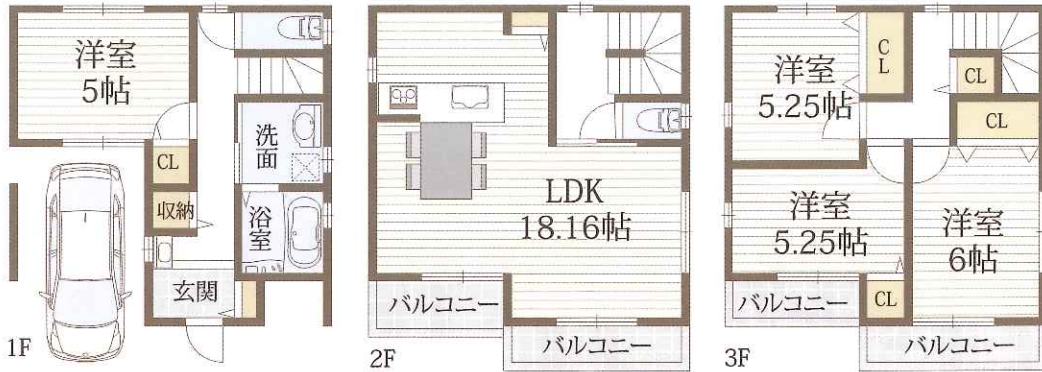 洋室
5帖
CL
収納
洗面
浴室
玄関
1F
LDK
18.16帖
バルコニー
バルコニー
2F
洋室
5.25帖
CL
CL
CL
洋室
5.25帖
洋室
6帖
CL
バルコニー
バルコニー
3F